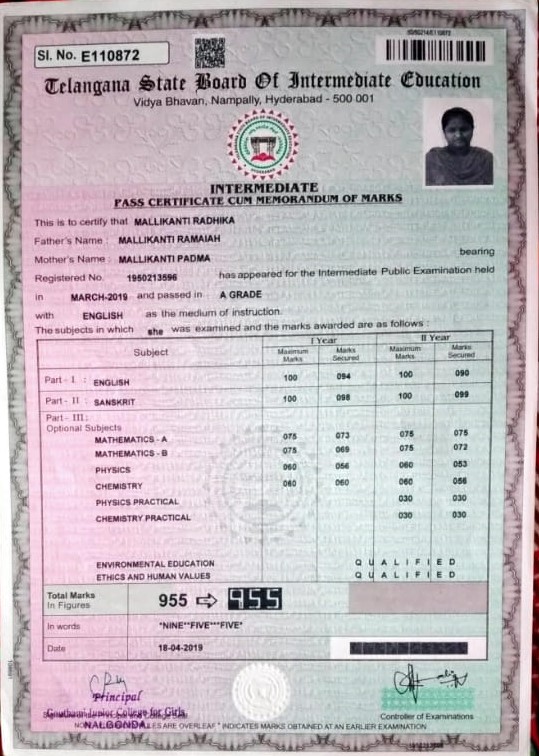 5D/50214/E110872
Sl. No. E110872
Telangana State Board Of Intermediate Education
Vidya Bhavan, Nampally, Hyderabad - 500 001
INTERMEDIATE
PASS CERTIFICATE CUM MEMORANDUM OF MARKS
This is to certify that MALLIKANTI RADHIKA
Father's Name : MALLIKANTI RAMAIAH
Mother's Name : MALLIKANTI PADMA bearing
Registered No. 1950213596 has appeared for the Intermediate Public Examination held
in MARCH-2019 and passed in A GRADE
with ENGLISH as the medium of instruction.
The subjects in which she was examined and the marks awarded are as follows :
Subject I Year II Year
Maximum Marks Marks Secured Maximum Marks Marks Secured
Part - I : ENGLISH 100 094 100 090
Part - II : SANSKRIT 100 098 100 099
Part - III :
Optional Subjects
MATHEMATICS - A 075 073 075 075
MATHEMATICS - B 075 069 075 072
PHYSICS 060 056 060 053
CHEMISTRY 060 060 060 056
PHYSICS PRACTICAL 030 030
CHEMISTRY PRACTICAL 030 030
ENVIRONMENTAL EDUCATION QUALIFIED
ETHICS AND HUMAN VALUES QUALIFIED
Total Marks
In Figures 955 955
In words *NINE**FIVE***FIVE*
Date 18-04-2019
Principal
Gouthami Junior College for Girls
NALGONDA
ARE OVERLEAF * INDICATES MARKS OBTAINED AT AN EARLIER EXAMINATION
Controller of Examinations